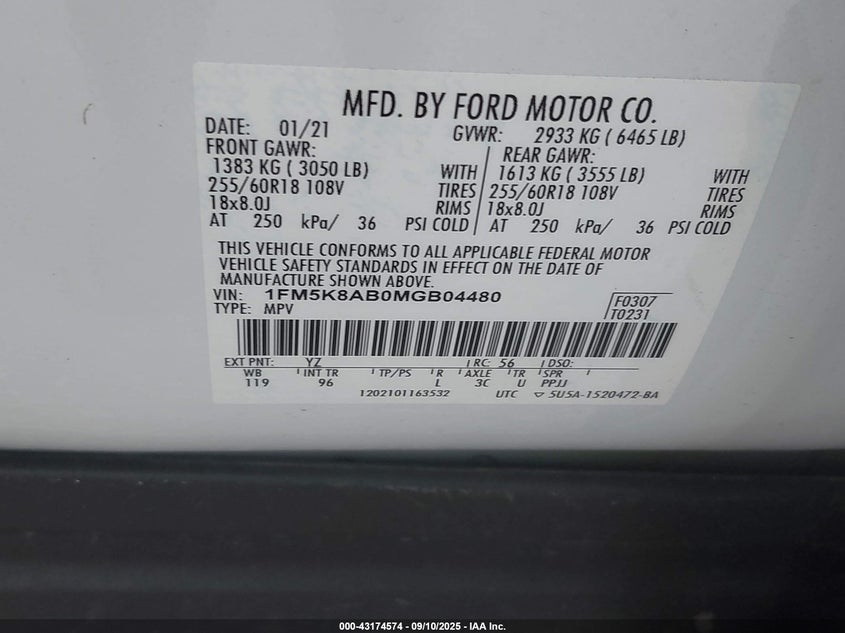 MFD. BY FORD MOTOR CO.
DATE: 01/21 GVWR: 2933 KG ( 6465 LB)
FRONT GAWR: REAR GAWR:
1383 KG ( 3050 LB) WITH 1613 KG ( 3555 LB) WITH
255/60R18 108V TIRES 255/60R18 108V TIRES
18x8.0J RIMS 18x8.0J RIMS
AT 250 kPa/ 36 PSI COLD AT 250 kPa/ 36 PSI COLD
THIS VEHICLE CONFORMS TO ALL APPLICABLE FEDERAL MOTOR
VEHICLE SAFETY STANDARDS IN EFFECT ON THE DATE OF
MANUFACTURE SHOWN ABOVE.
VIN: 1FM5K8AB0MGB04480 F0307
TYPE: MPV T0231
EXT PNT: YZ RC: 56 DSO:
WB INT TR TP/PS R AXLE TR SPR
119 96 L 3C U PPJJ
1202101163532 UTC ▽ 5U5A-1520472-BA
000-43174574 - 09/10/2025 - IAA Inc.